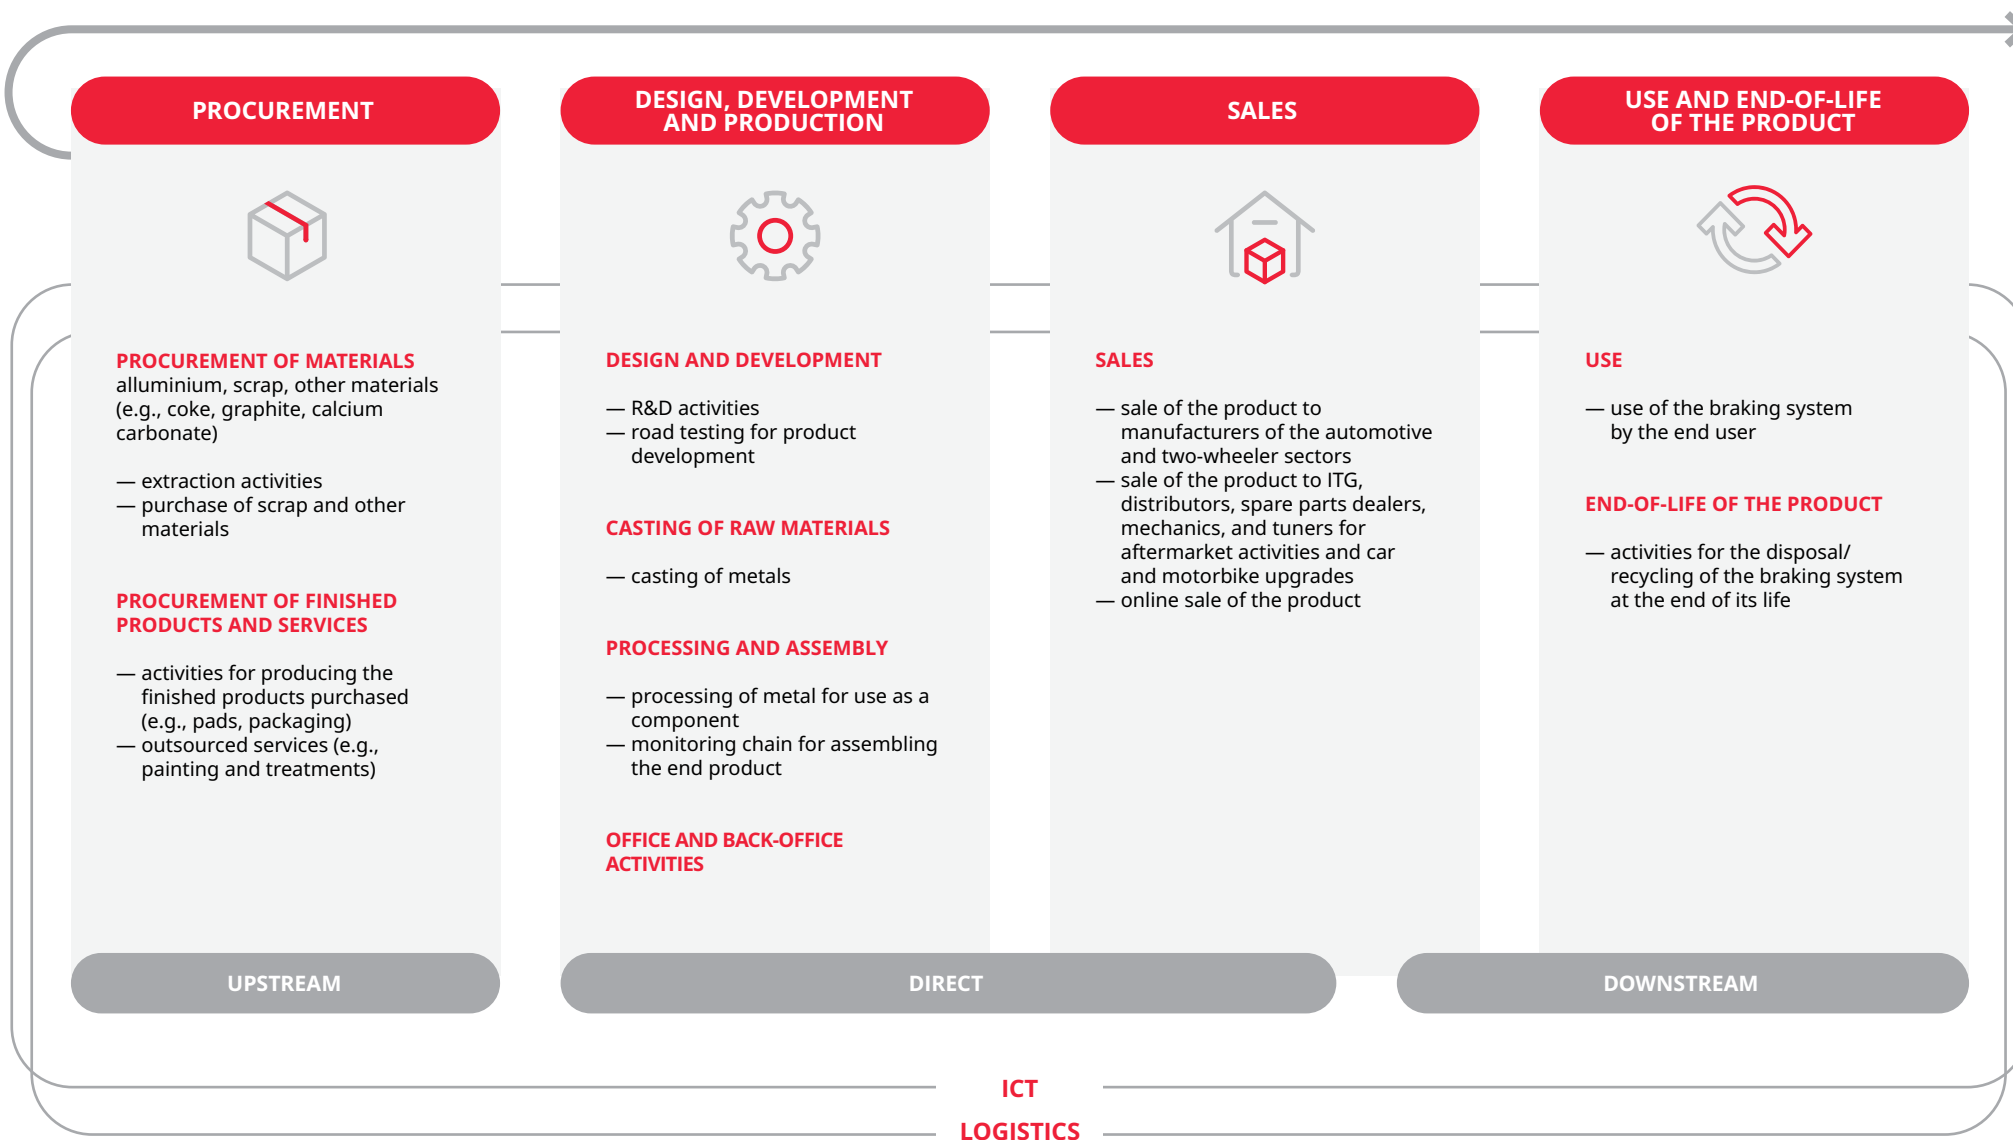 PROCUREMENT
PROCUREMENT OF MATERIALS
alluminium, scrap, other materials
(e.g., coke, graphite, calcium
carbonate)
— extraction activities
— purchase of scrap and other
materials
PROCUREMENT OF FINISHED
PRODUCTS AND SERVICES
— activities for producing the
finished products purchased
(e.g., pads, packaging)
— outsourced services (e.g.,
painting and treatments)
DESIGN, DEVELOPMENT
AND PRODUCTION
DESIGN AND DEVELOPMENT
— R&D activities
— road testing for product
development
CASTING OF RAW MATERIALS
— casting of metals
PROCESSING AND ASSEMBLY
— processing of metal for use as a
component
— monitoring chain for assembling
the end product
OFFICE AND BACK-OFFICE
ACTIVITIES
SALES
SALES
— sale of the product to
manufacturers of the automotive
and two-wheeler sectors
— sale of the product to ITG,
distributors, spare parts dealers,
mechanics, and tuners for
aftermarket activities and car
and motorbike upgrades
— online sale of the product
USE AND END-OF-LIFE
OF THE PRODUCT
USE
— use of the braking system
by the end user
END-OF-LIFE OF THE PRODUCT
— activities for the disposal/
recycling of the braking system
at the end of its life
UPSTREAM
DIRECT
DOWNSTREAM
ICT
LOGISTICS